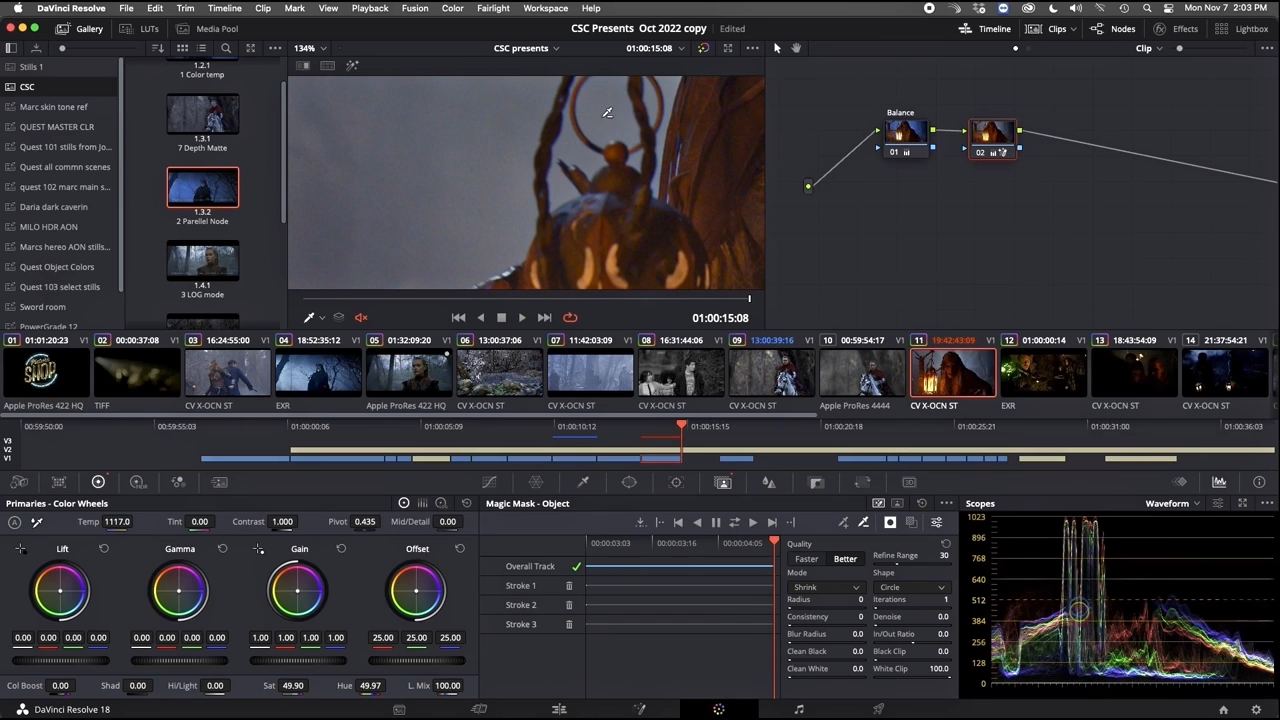 DaVinci Resolve File Edit Trim Timeline Clip Mark View Playback Fusion Color Fairlight Workspace Help Mon Nov 7 2:03 PM
Gallery LUTs Media Pool CSC Presents Oct 2022 copy Edited Timeline Clips Nodes Effects Lightbox
134% CSC presents 01:00:15:08 Clip
Stills 1
CSC
Marc skin tone ref
QUEST MASTER CLR
Quest 101 stills from Jo...
Quest all commn scenes
quest 102 marc main s...
Daria dark caverin
MILO HDR AON
Marcs hereo AON stills...
Quest Object Colors
Quest 103 select stills
Sword room
PowerGrade 12
1.2.1
1 Color temp
1.3.1
7 Depth Matte
1.3.2
2 Parellel Node
1.4.1
3 LOG mode
Balance
01
02
01:00:15:08
01 01:01:20:23 V1
Apple ProRes 422 HQ
02 00:00:37:08 V1
TIFF
03 16:24:55:00 V1
CV X-OCN ST
04 18:52:35:12 V1
EXR
05 01:32:09:20 V1
Apple ProRes 422 HQ
06 13:00:37:06 V1
CV X-OCN ST
07 11:42:03:09 V1
CV X-OCN ST
08 16:31:44:06 V1
CV X-OCN ST
09 13:00:39:16 V1
CV X-OCN ST
10 00:59:54:17 V1
Apple ProRes 4444
11 19:42:43:09 V1
CV X-OCN ST
12 01:00:00:14 V1
EXR
13 18:43:54:09 V1
CV X-OCN ST
14 21:37:54:21 V1
CV X-OCN ST
00:59:50:00 00:59:55:03 01:00:00:06 01:00:05:09 01:00:10:12 01:00:15:15 01:00:20:18 01:00:25:21 01:00:31:00 01:00:36:03
V3
V2
V1
Primaries - Color Wheels
Temp 1117.0 Tint 0.00 Contrast 1.000 Pivot 0.435 Mid/Detail 0.00
Lift Gamma Gain Offset
0.00 0.00 0.00 0.00 0.00 0.00 0.00 0.00 1.00 1.00 1.00 1.00 25.00 25.00 25.00
Col Boost 0.00 Shad 0.00 Hi/Light 0.00 Sat 49.90 Hue 49.97 L. Mix 100.00
Magic Mask - Object
00:00:03:03 00:00:03:16 00:00:04:05
Overall Track
Stroke 1
Stroke 2
Stroke 3
Quality
Faster Better Refine Range 30
Mode Shape
Shrink Circle
Radius 0 Iterations 1
Consistency 0 Denoise 0.0
Blur Radius 0.0 In/Out Ratio 0.0
Clean Black 0.0 Black Clip 0.0
Clean White 0.0 White Clip 100.0
Scopes Waveform
1023
896
768
640
512
384
256
128
0
DaVinci Resolve 18